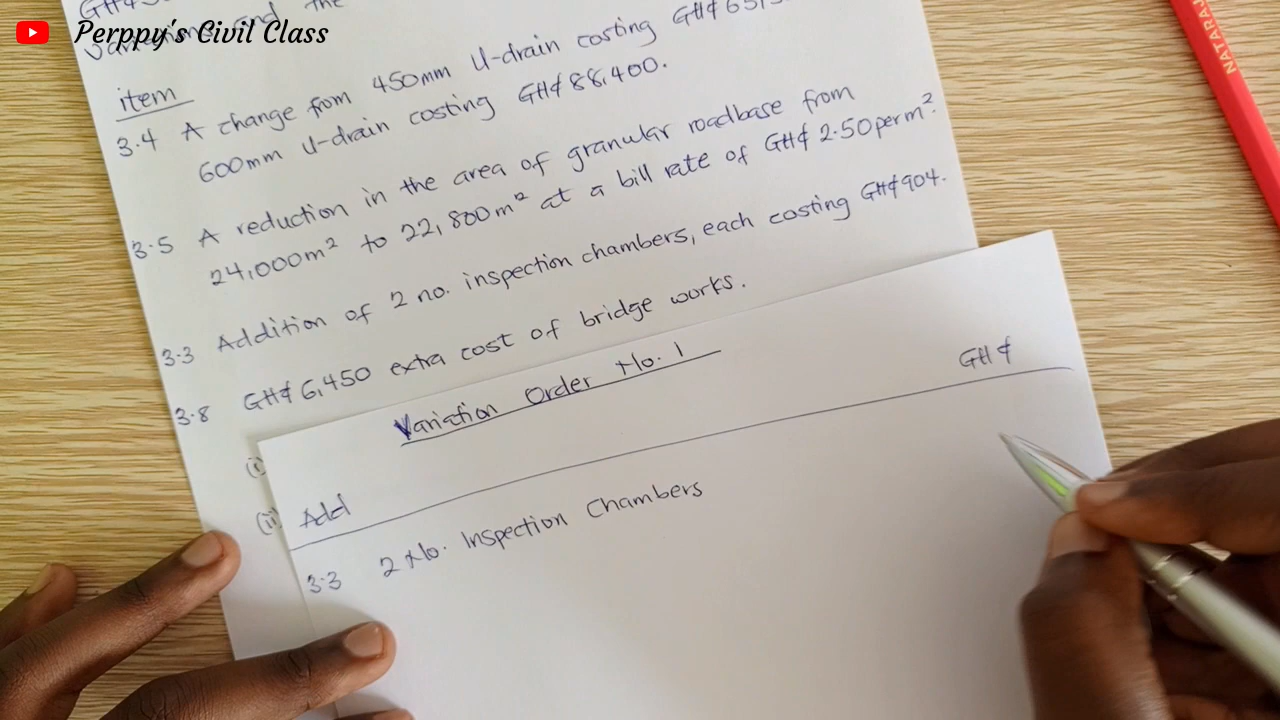 Perppy's Civil Class
and the
item
3.4 A change from 450mm U-drain costing
600mm U-drain costing GH¢ 88,400.
3.5 A reduction in the area of granular roadbase from
24,000m² to 22,800m² at a bill rate of GH¢ 2.50 per m².
3.3 Addition of 2 no. inspection chambers, each costing GH¢904.
3.8 GH¢ 6,450 extra cost of bridge works.
(i)
(ii)
Variation Order No. 1
GH¢
Add
3.3 2 No. Inspection Chambers
NATARAJ